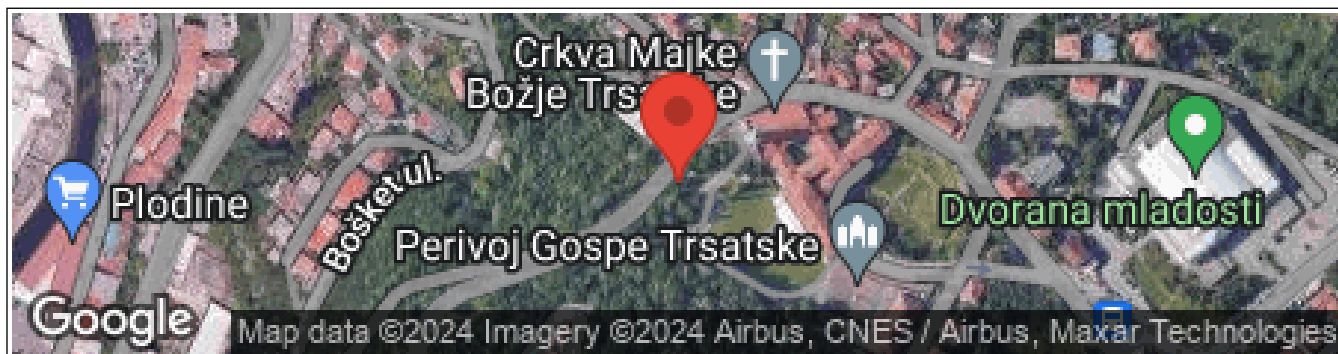 Crkva Majke
Božje Trsatske
Plodine
Bošket ul.
Perivoj Gospe Trsatske
Dvorana mladosti
Google
Map data ©2024 Imagery ©2024 Airbus, CNES / Airbus, Maxar Technologies